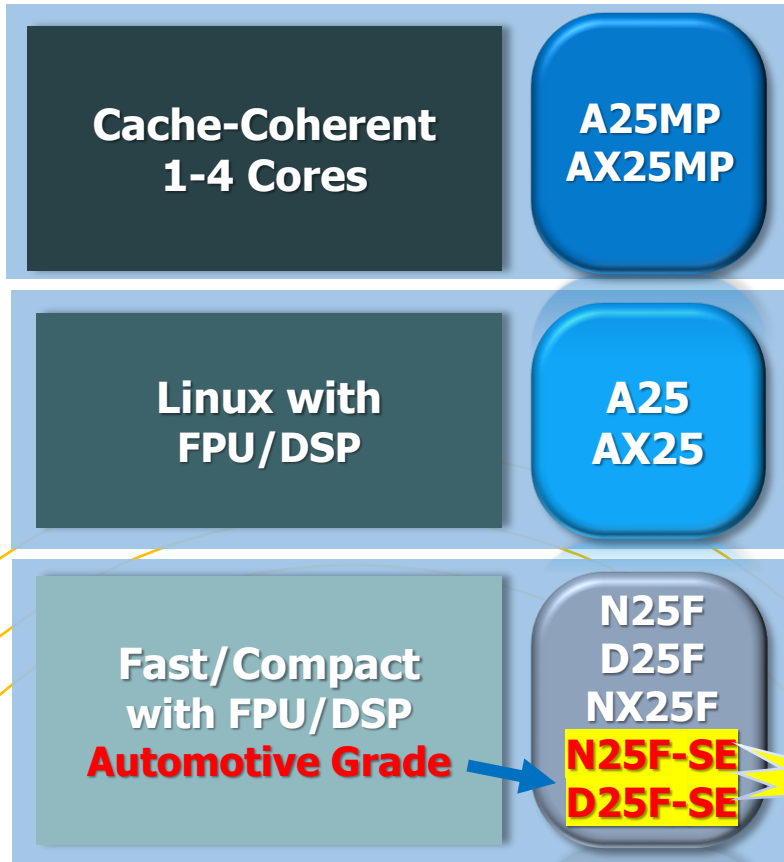 Cache-Coherent
1-4 Cores
A25MP
AX25MP
Linux with
FPU/DSP
A25
AX25
Fast/Compact
with FPU/DSP
Automotive Grade
N25F
D25F
NX25F
N25F-SE
D25F-SE